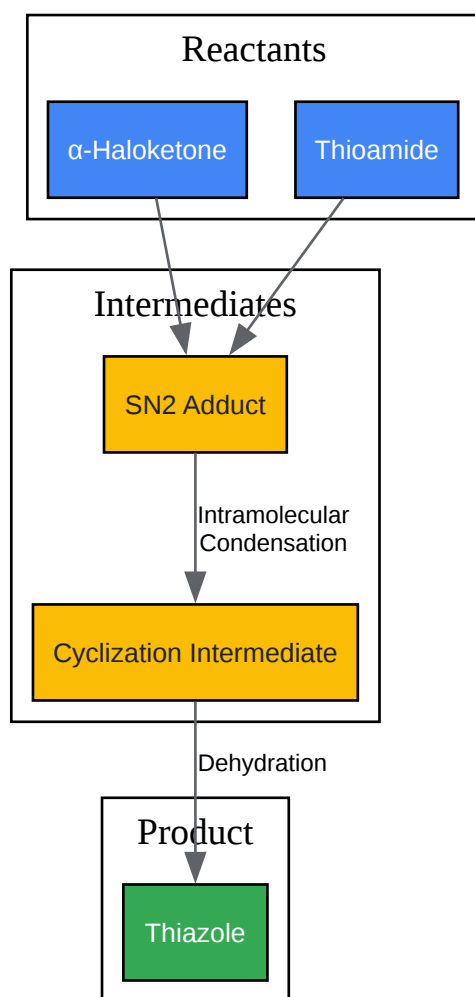 Reactants
α-Haloketone
Thioamide
Intermediates
SN2 Adduct
Intramolecular
Condensation
Cyclization Intermediate
Dehydration
Product
Thiazole